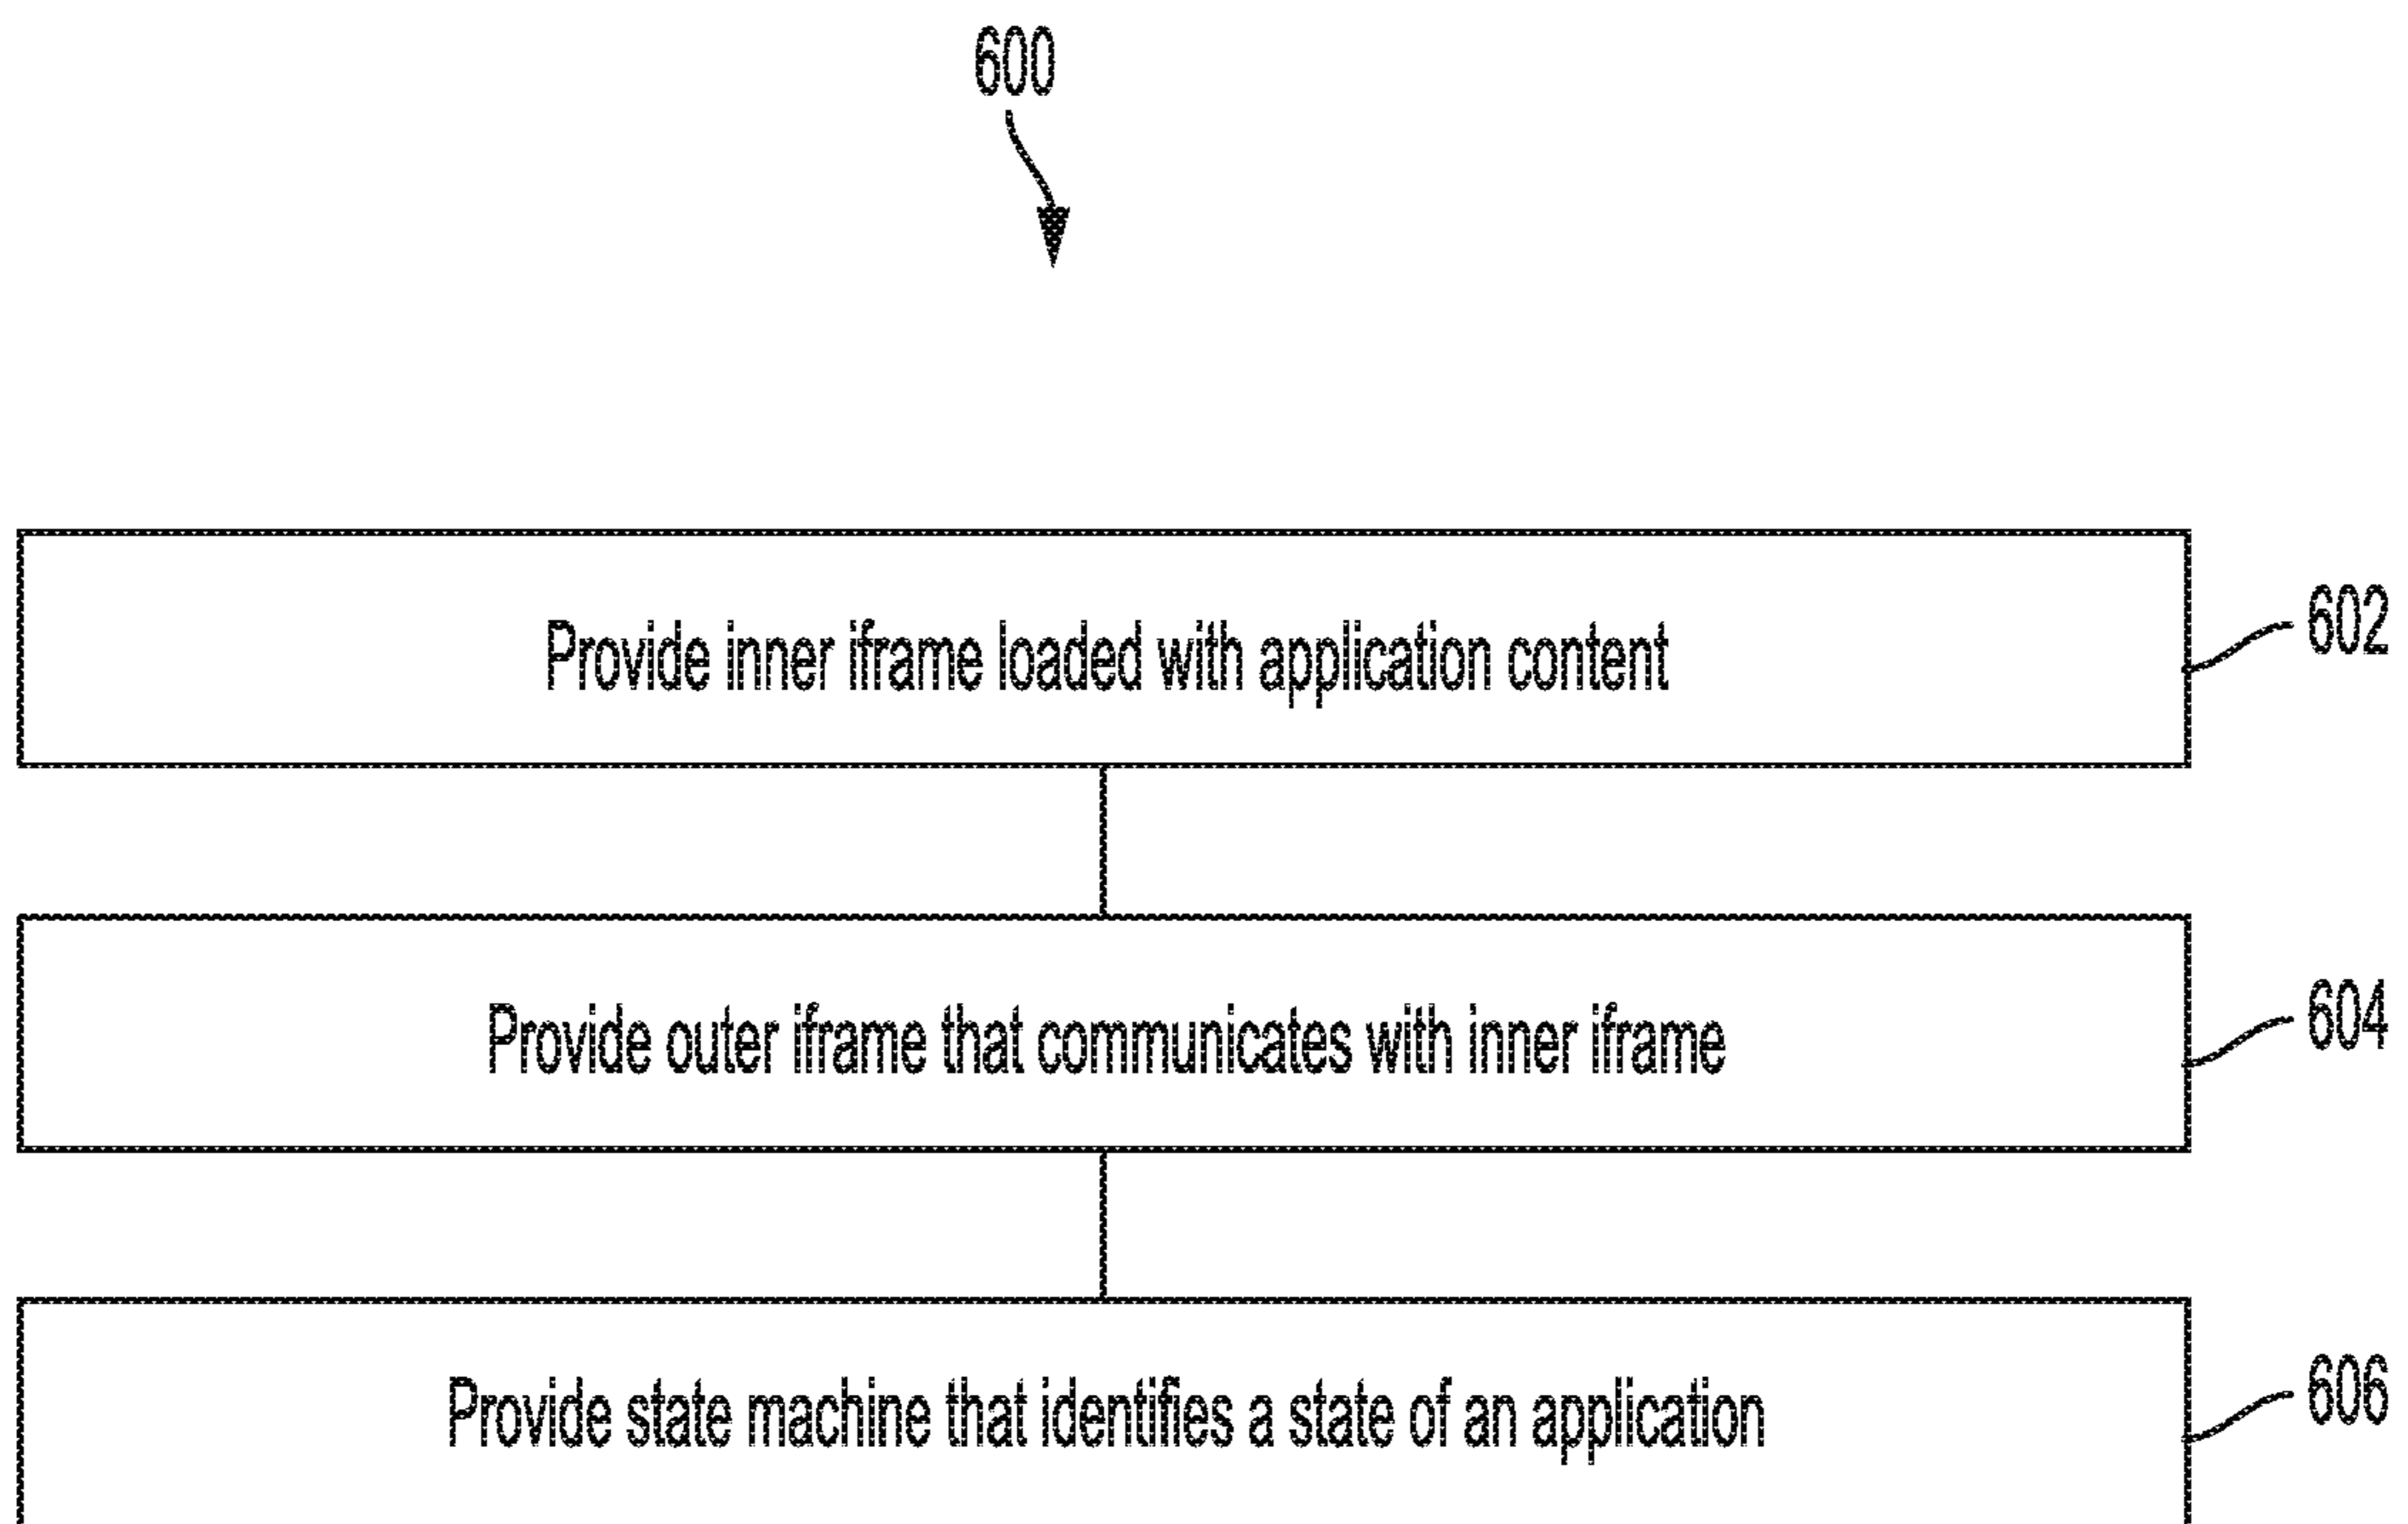 600
Provide inner iframe loaded with application content
602
Provide outer iframe that communicates with inner iframe
604
Provide state machine that identifies a state of an application
606